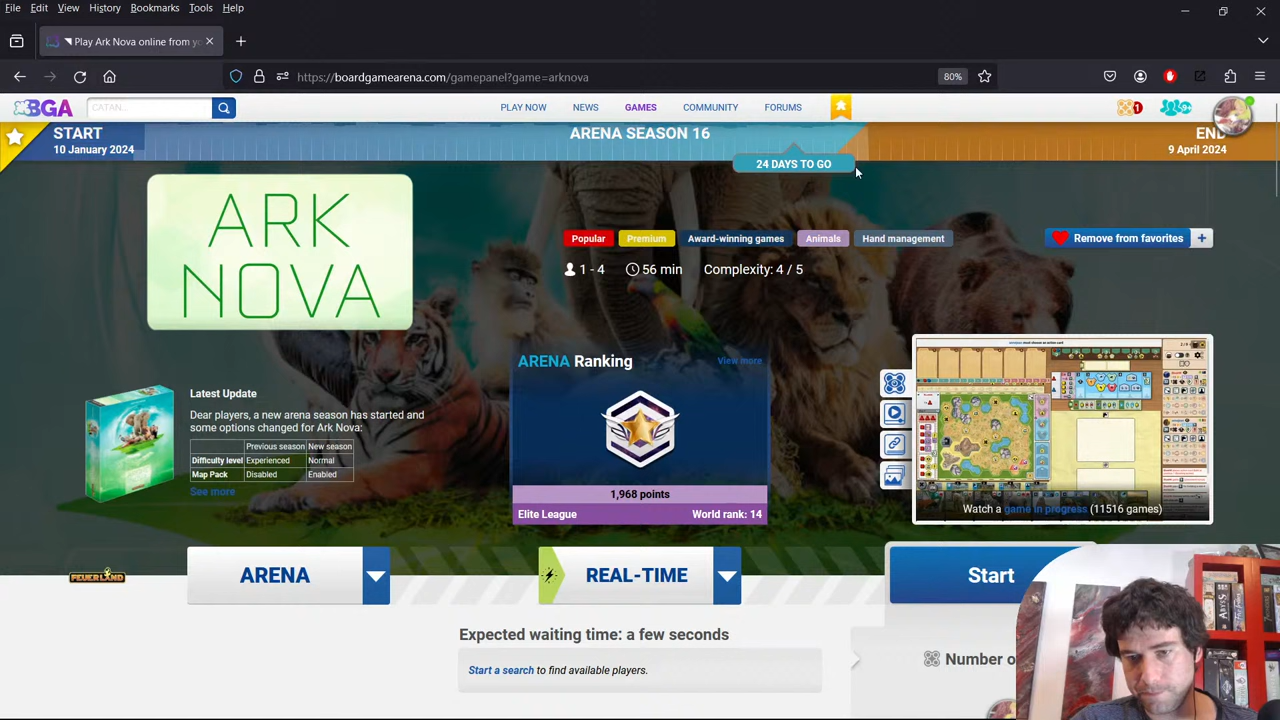 File Edit View History Bookmarks Tools Help
Play Ark Nova online from yo
https://boardgamearena.com/gamepanel?game=arknova
80%
BGA
CATAN...
PLAY NOW NEWS GAMES COMMUNITY FORUMS
1
9+
START
10 January 2024
ARENA SEASON 16
END
9 April 2024
24 DAYS TO GO
ARK
NOVA
Popular Premium Award-winning games Animals Hand management
Remove from favorites +
1 - 4 56 min Complexity: 4 / 5
ARENA Ranking View more
Latest Update
Dear players, a new arena season has started and
some options changed for Ark Nova:
Previous season New season
Difficulty level Experienced Normal
Map Pack Disabled Enabled
See more
1,968 points
Elite League World rank: 14
Watch a game in progress (11516 games)
FEUERLAND
ARENA
REAL-TIME
Start
Expected waiting time: a few seconds
Start a search to find available players.
Number o
ABYSS